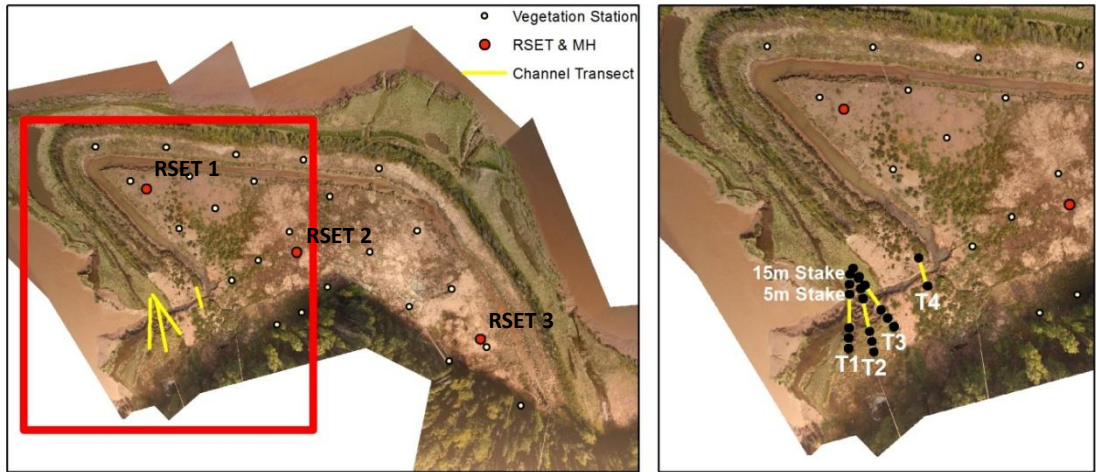 Vegetation Station
RSET & MH
Channel Transect
RSET 1
RSET 2
RSET 3
15m Stake
5m Stake
T4
T3
T1
T2